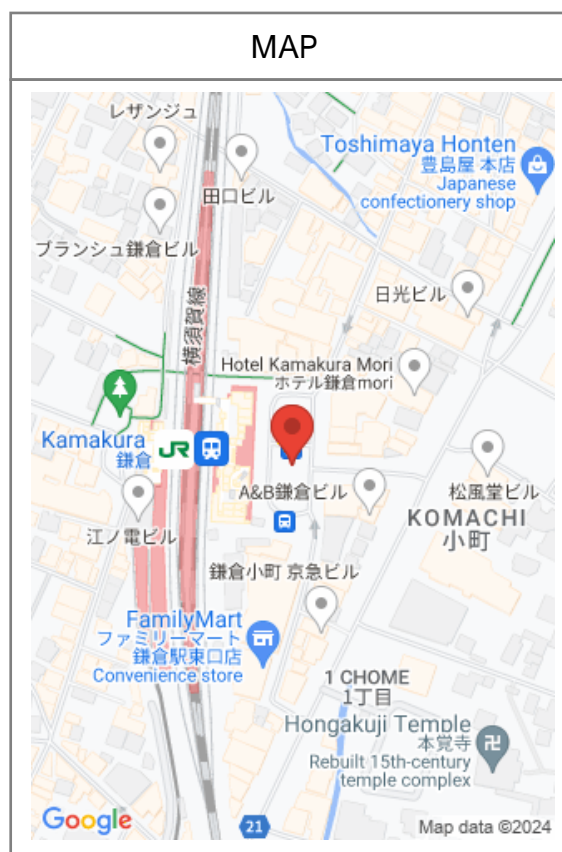 MAP
レザンジュ
田口ビル
Toshimaya Honten
豊島屋 本店
Japanese
confectionery shop
ブランシュ鎌倉ビル
横須賀線
日光ビル
Hotel Kamakura Mori
ホテル鎌倉mori
Kamakura
鎌倉
JR
A&B鎌倉ビル
松風堂ビル
KOMACHI
小町
江ノ電ビル
鎌倉小町 京急ビル
FamilyMart
ファミリーマート
鎌倉駅東口店
Convenience store
1 CHOME
1丁目
Hongakuji Temple
本覚寺
Rebuilt 15th-century
temple complex
Google
21
Map data ©2024